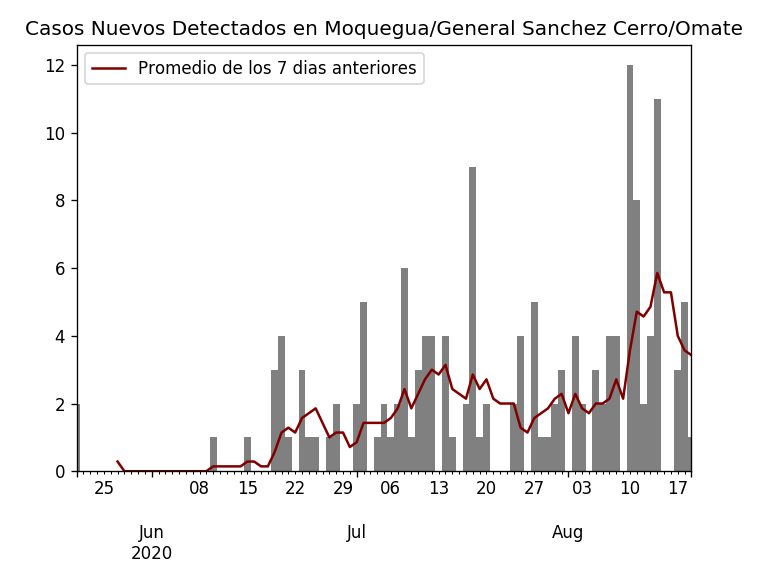 Casos Nuevos Detectados en Moquegua/General Sanchez Cerro/Omate
Promedio de los 7 dias anteriores
12
10
8
6
4
2
0
25 08 15 22 29 06 13 20 27 03 10 17
Jun Jul Aug
2020